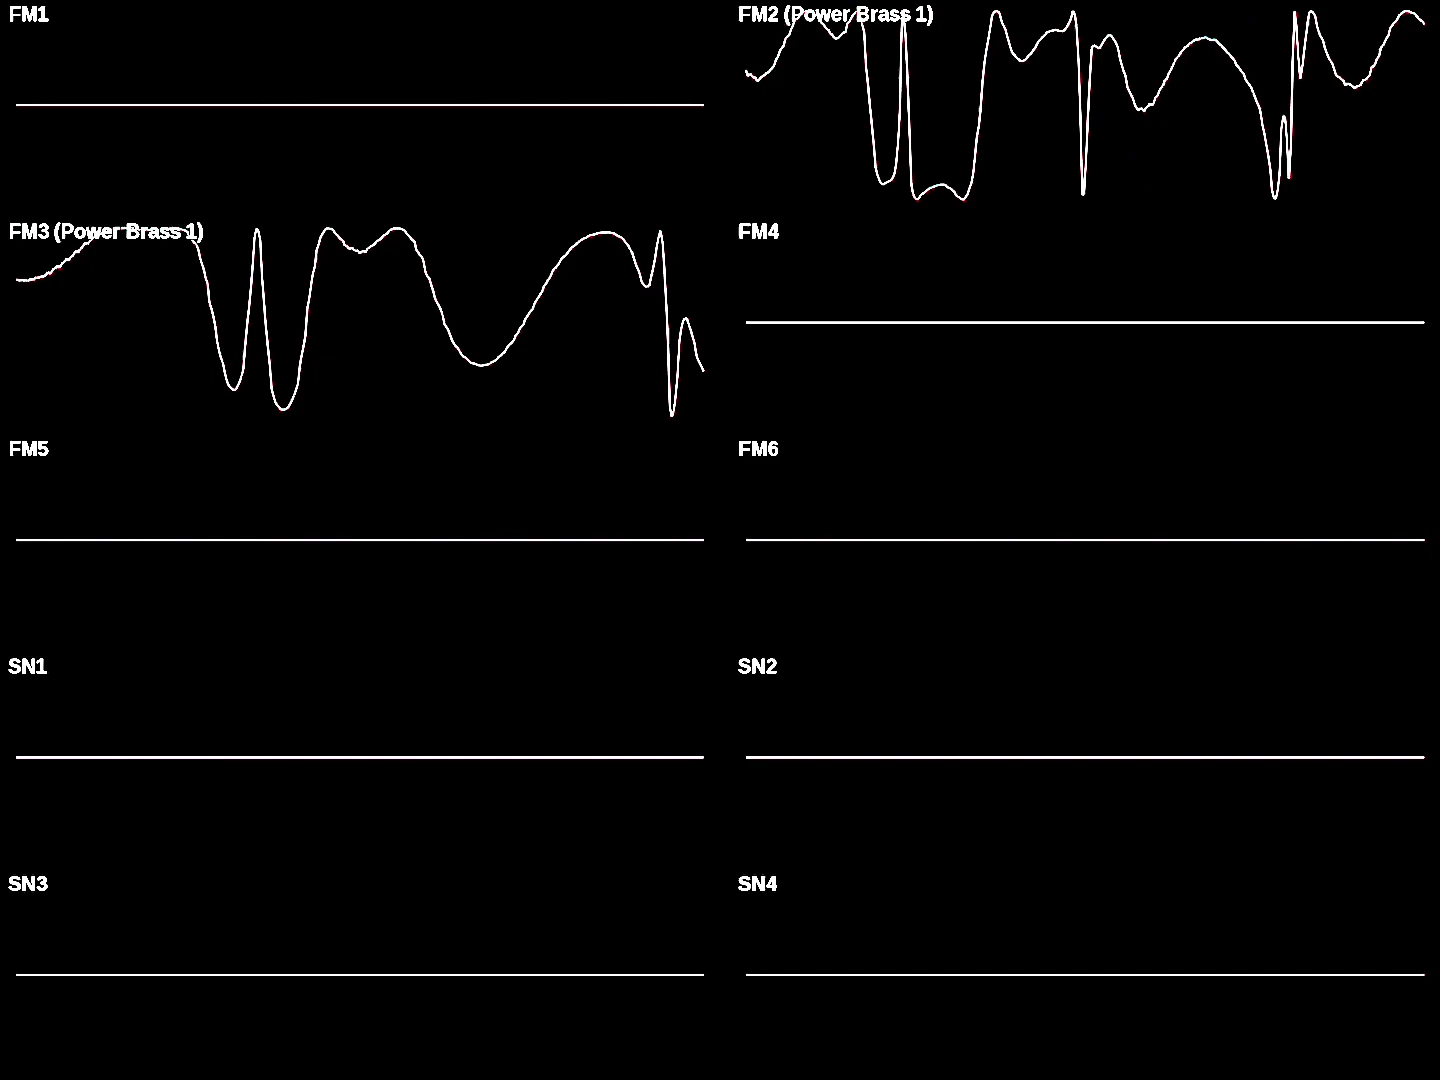 FM1
FM2 (Power Brass 1)
FM3 (Power Brass 1)
FM4
FM5
FM6
SN1
SN2
SN3
SN4